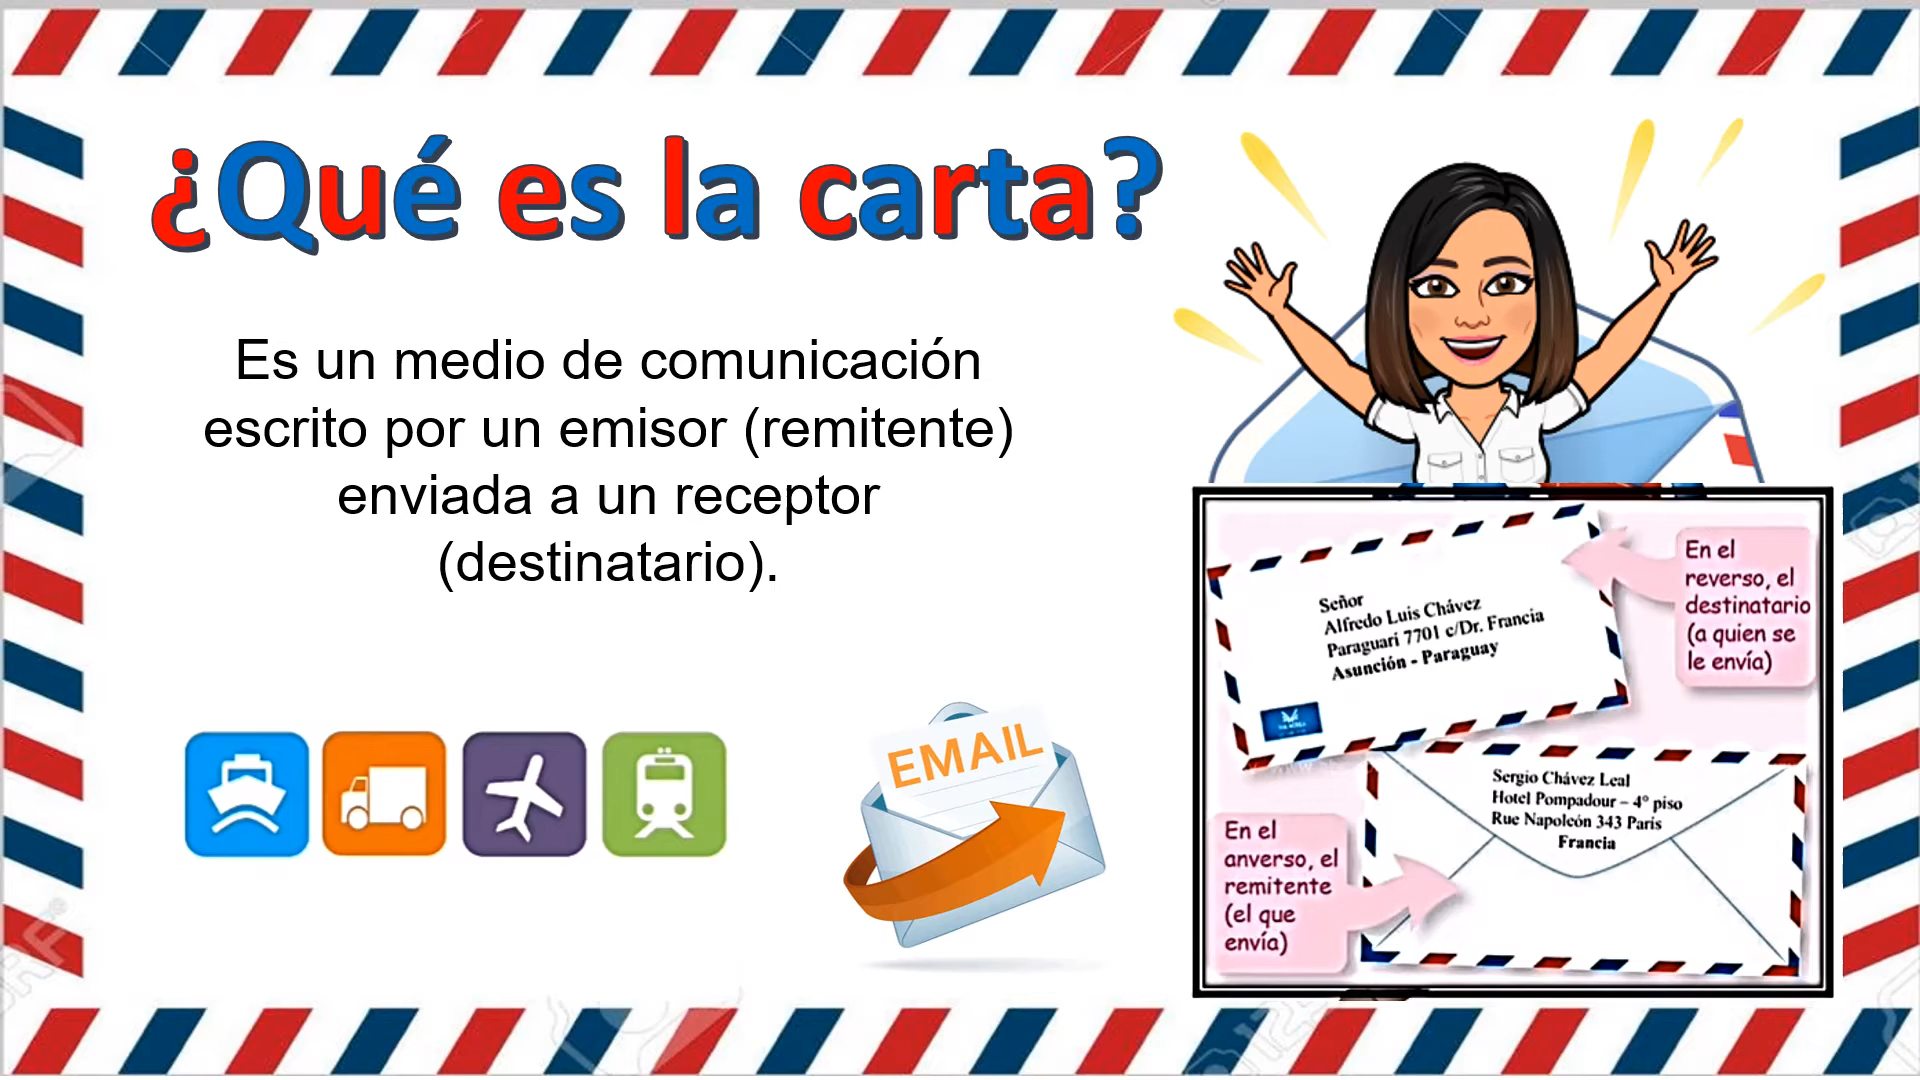 ¿Qué es la carta?
Es un medio de comunicación
escrito por un emisor (remitente)
enviada a un receptor
(destinatario).
EMAIL
Señor
Alfredo Luis Chávez
Paraguari 7701 c/Dr. Francia
Asunción - Paraguay
En el
reverso, el
destinatario
(a quien se
le envía)
Sergio Chávez Leal
Hotel Pompadour – 4° piso
Rue Napoleón 343 París
Francia
En el
anverso, el
remitente
(el que
envía)